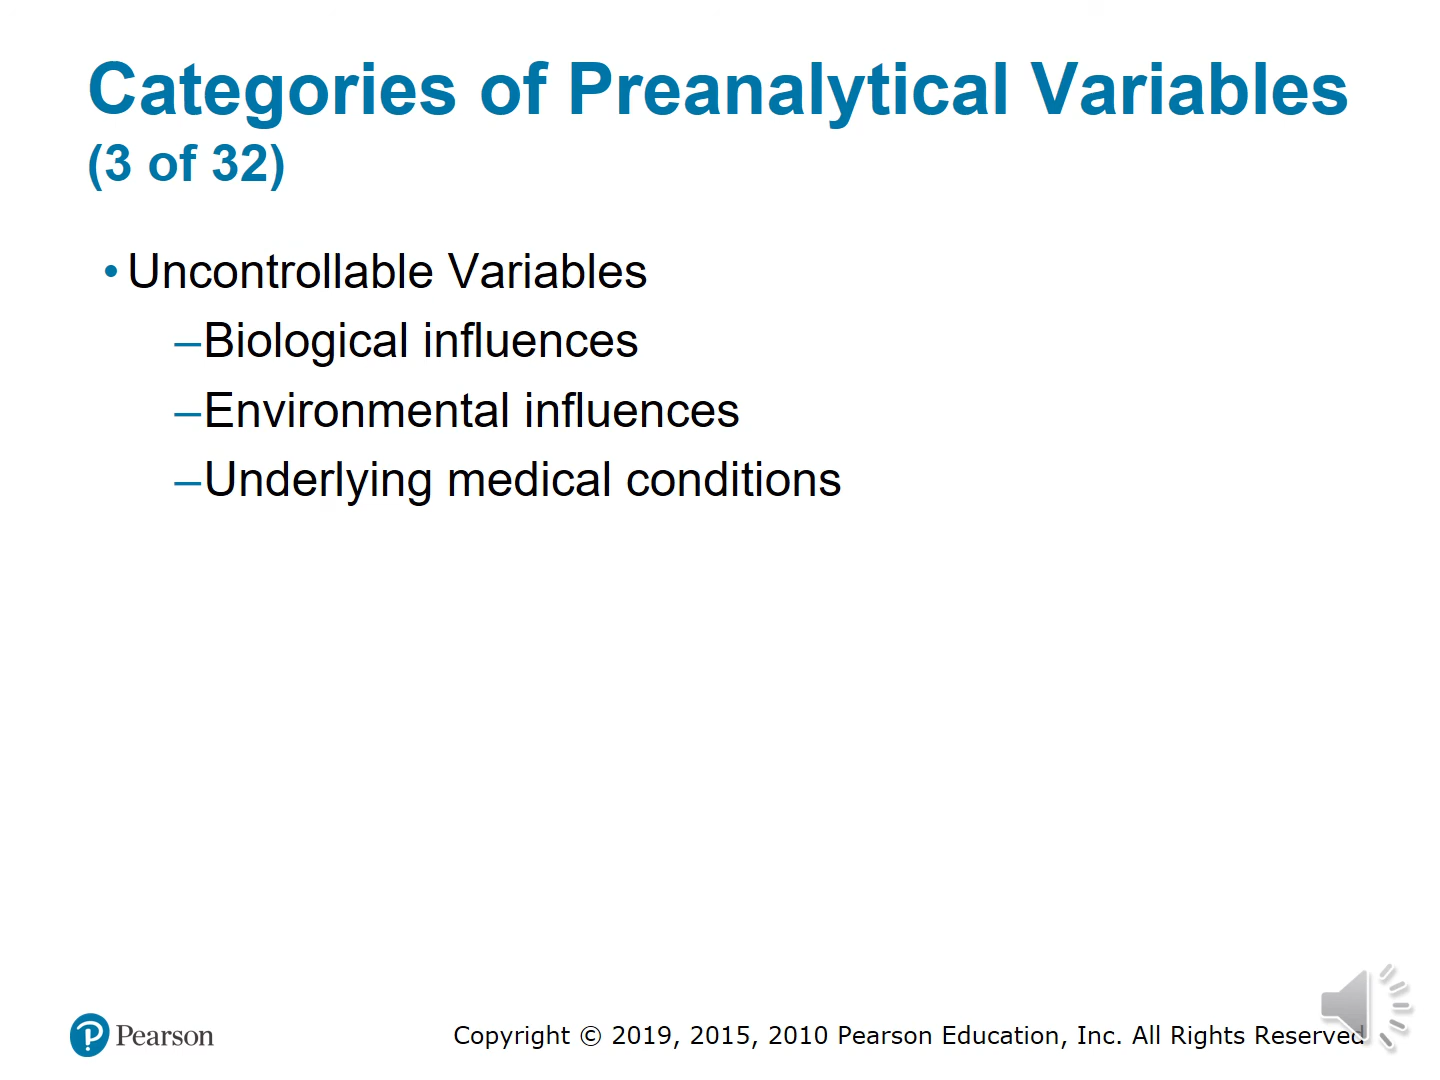 Categories of Preanalytical Variables
(3 of 32)
• Uncontrollable Variables
–Biological influences
–Environmental influences
–Underlying medical conditions
Pearson
Copyright © 2019, 2015, 2010 Pearson Education, Inc. All Rights Reserved